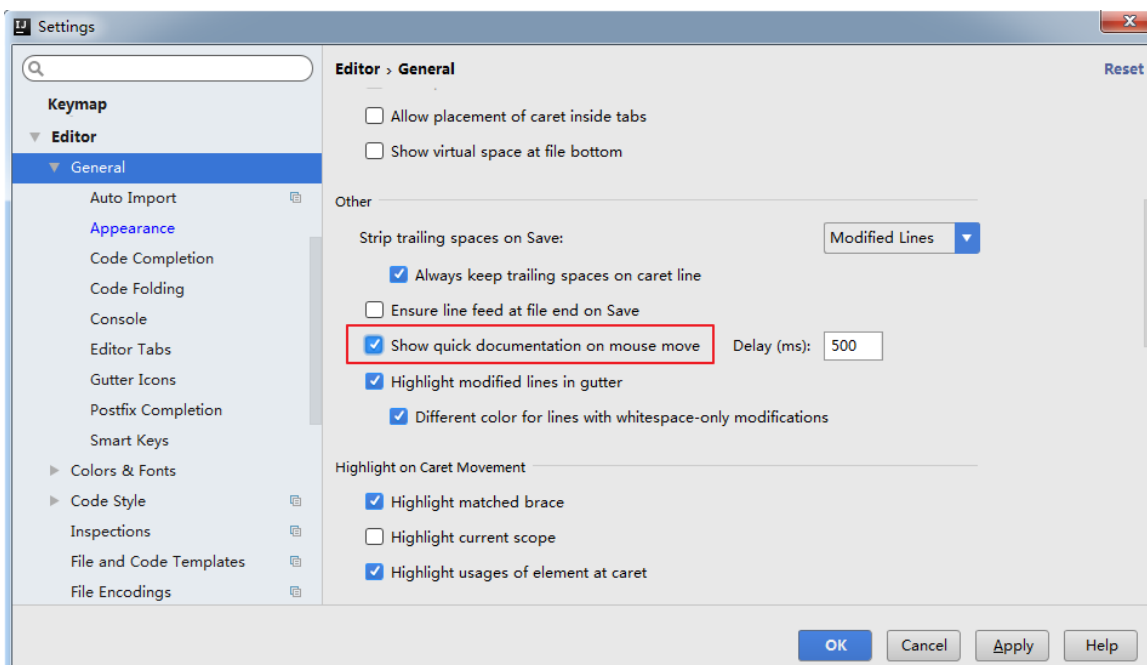 Settings
Editor › General
Reset
Keymap
Editor
General
Auto Import
Appearance
Code Completion
Code Folding
Console
Editor Tabs
Gutter Icons
Postfix Completion
Smart Keys
Colors & Fonts
Code Style
Inspections
File and Code Templates
File Encodings
Allow placement of caret inside tabs
Show virtual space at file bottom
Other
Strip trailing spaces on Save: Modified Lines
Always keep trailing spaces on caret line
Ensure line feed at file end on Save
Show quick documentation on mouse move Delay (ms): 500
Highlight modified lines in gutter
Different color for lines with whitespace-only modifications
Highlight on Caret Movement
Highlight matched brace
Highlight current scope
Highlight usages of element at caret
OK Cancel Apply Help